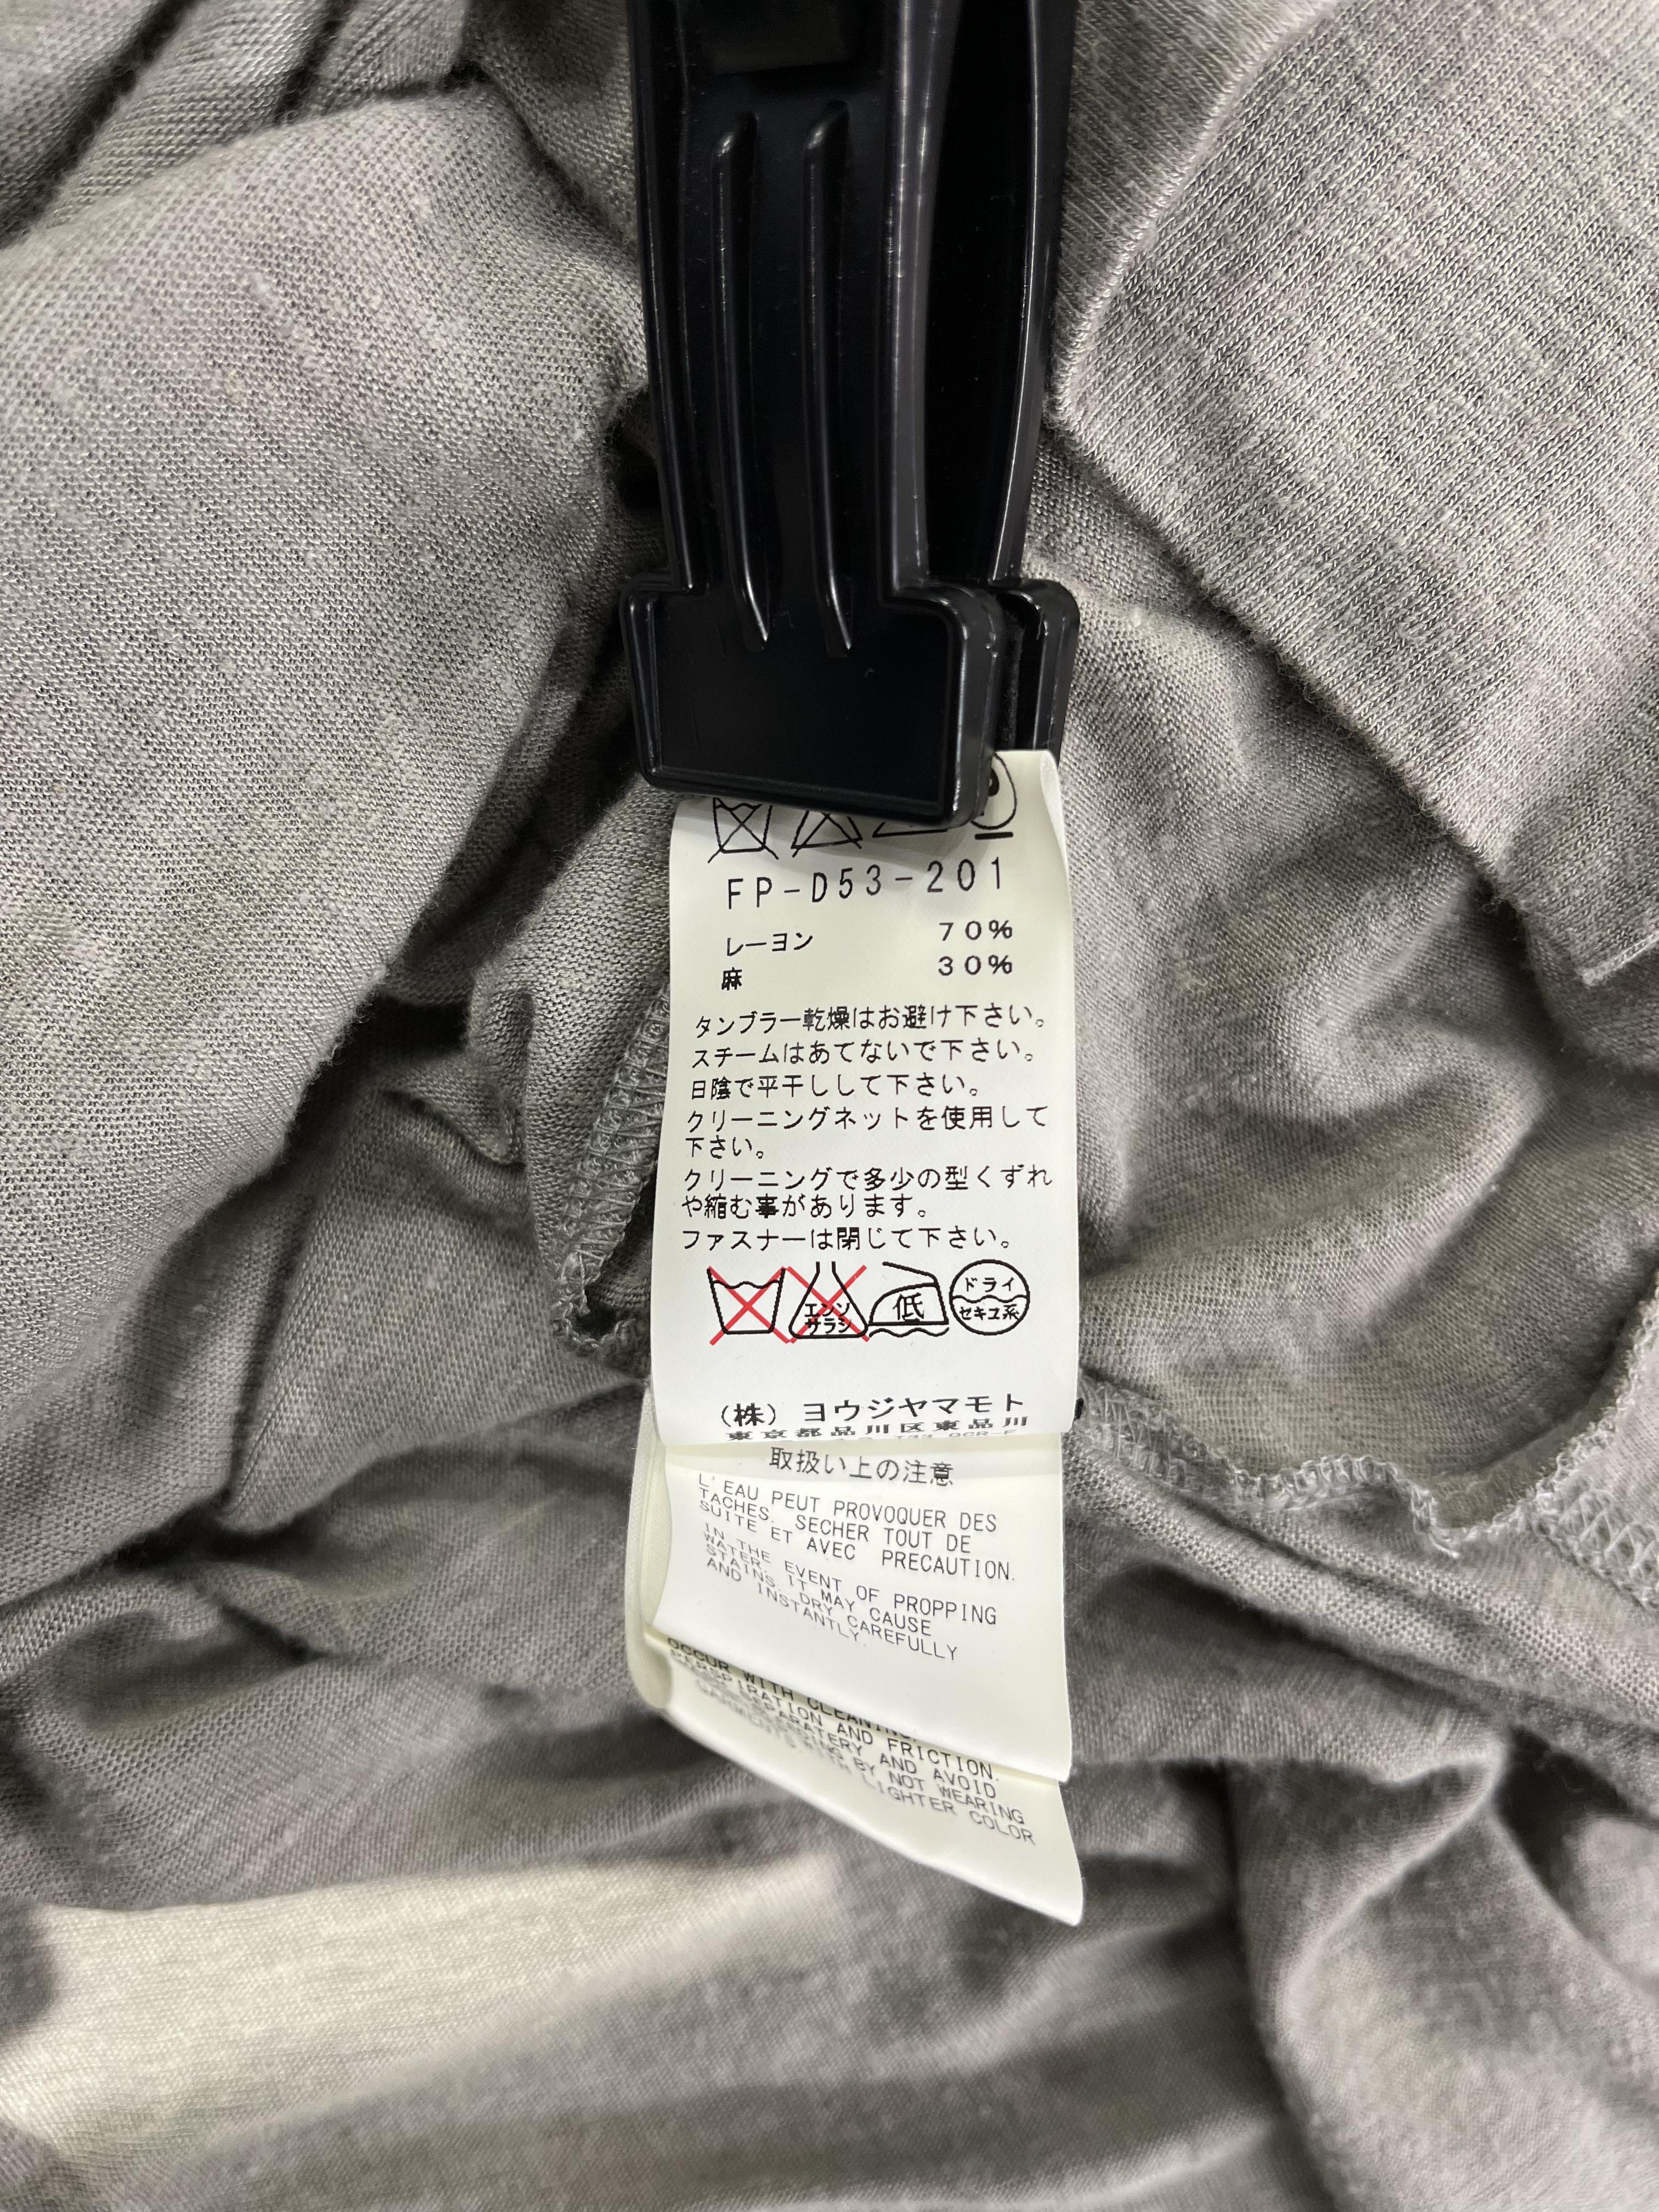 FP-D53-201
レーヨン 70%
麻 30%
タンブラー乾燥はお避け下さい。
スチームはあてないで下さい。
日陰で平干しして下さい。
クリーニングネットを使用して
下さい。
クリーニングで多少の型くずれ
や縮む事があります。
ファスナーは閉じて下さい。
エンソ
サラシ
低
ドライ
セキユ系
(株) ヨウジヤマモト
東京都品川区東品川
取扱い上の注意
L'EAU PEUT PROVOQUER DES
TACHES. SECHER TOUT DE
SUITE ET AVEC PRECAUTION.
IN THE EVENT OF PROPPING
WATER, IT MAY CAUSE
STAINS. DRY CAREFULLY
AND INSTANTLY.
OCCUR WITH CLEANING,
PERSPIRATION AND FRICTION.
AND AVOID
BY NOT WEARING
LIGHTER COLOR